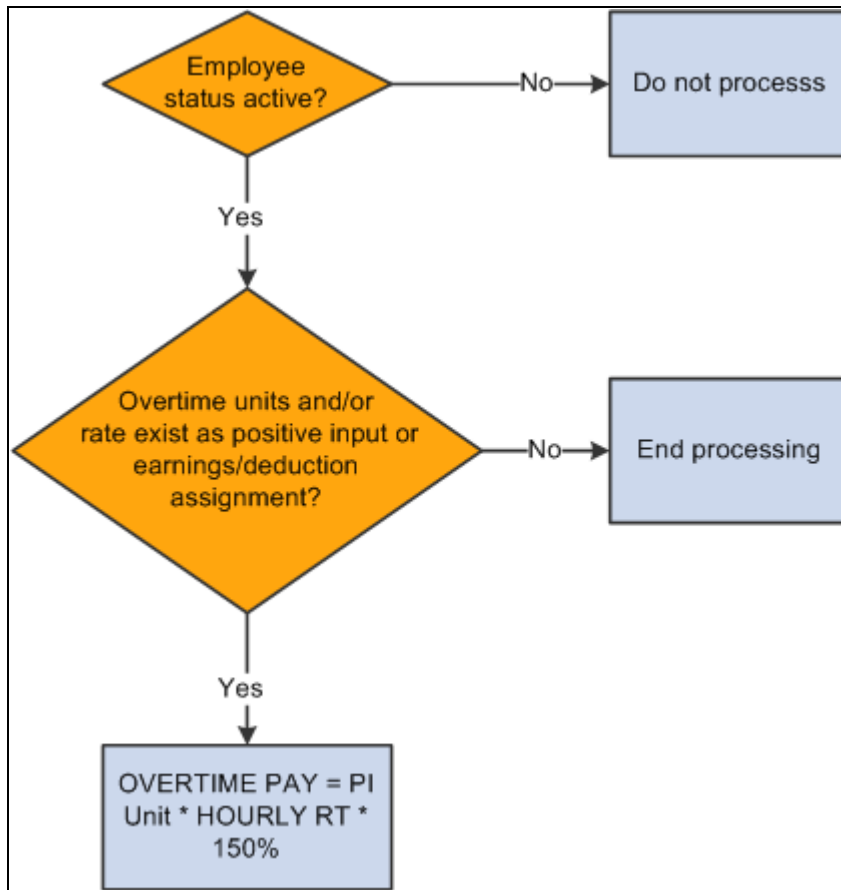 Employee
status active?
No
Do not processs
Yes
Overtime units and/or
rate exist as positive input or
earnings/deduction
assignment?
No
End processing
Yes
OVERTIME PAY = PI
Unit * HOURLY RT *
150%